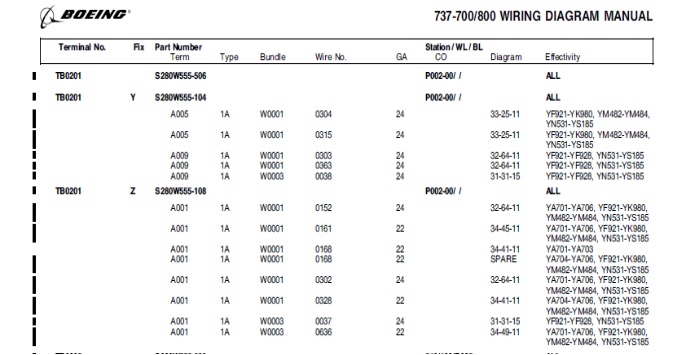 BOEING® 737-700/800 WIRING DIAGRAM MANUAL
Terminal No. Fix Part Number Station / WL / BL
Term Type Bundle Wire No. GA CO Diagram Effectivity
TB0201 S280W555-506 P002-00/ / ALL
TB0201 Y S280W555-104 P002-00/ / ALL
A005 1A W0001 0304 24 33-25-11 YF921-YK980, YM482-YM484,
YN531-YS185
A005 1A W0001 0315 24 33-25-11 YF921-YK980, YM482-YM484,
YN531-YS185
A009 1A W0001 0303 24 32-64-11 YF921-YF928, YN531-YS185
A009 1A W0001 0363 24 32-64-11 YF921-YF928, YN531-YS185
A009 1A W0003 0038 24 31-31-15 YF921-YF928, YN531-YS185
TB0201 Z S280W555-108 P002-00/ / ALL
A001 1A W0001 0152 24 32-64-11 YA701-YA706, YF921-YK980,
YM482-YM484, YN531-YS185
A001 1A W0001 0161 22 34-45-11 YA701-YA706, YF921-YK980,
YM482-YM484, YN531-YS185
A001 1A W0001 0168 22 34-41-11 YA701-YA703
A001 1A W0001 0168 22 SPARE YA704-YA706, YF921-YK980,
YM482-YM484, YN531-YS185
A001 1A W0001 0302 24 32-64-11 YA701-YA706, YF921-YK980,
YM482-YM484, YN531-YS185
A001 1A W0001 0328 22 34-41-11 YA704-YA706, YF921-YK980,
YM482-YM484, YN531-YS185
A001 1A W0003 0037 24 31-31-15 YF921-YF928, YN531-YS185
A001 1A W0003 0636 22 34-49-11 YA701-YA706, YF921-YK980,
YM482-YM484, YN531-YS185